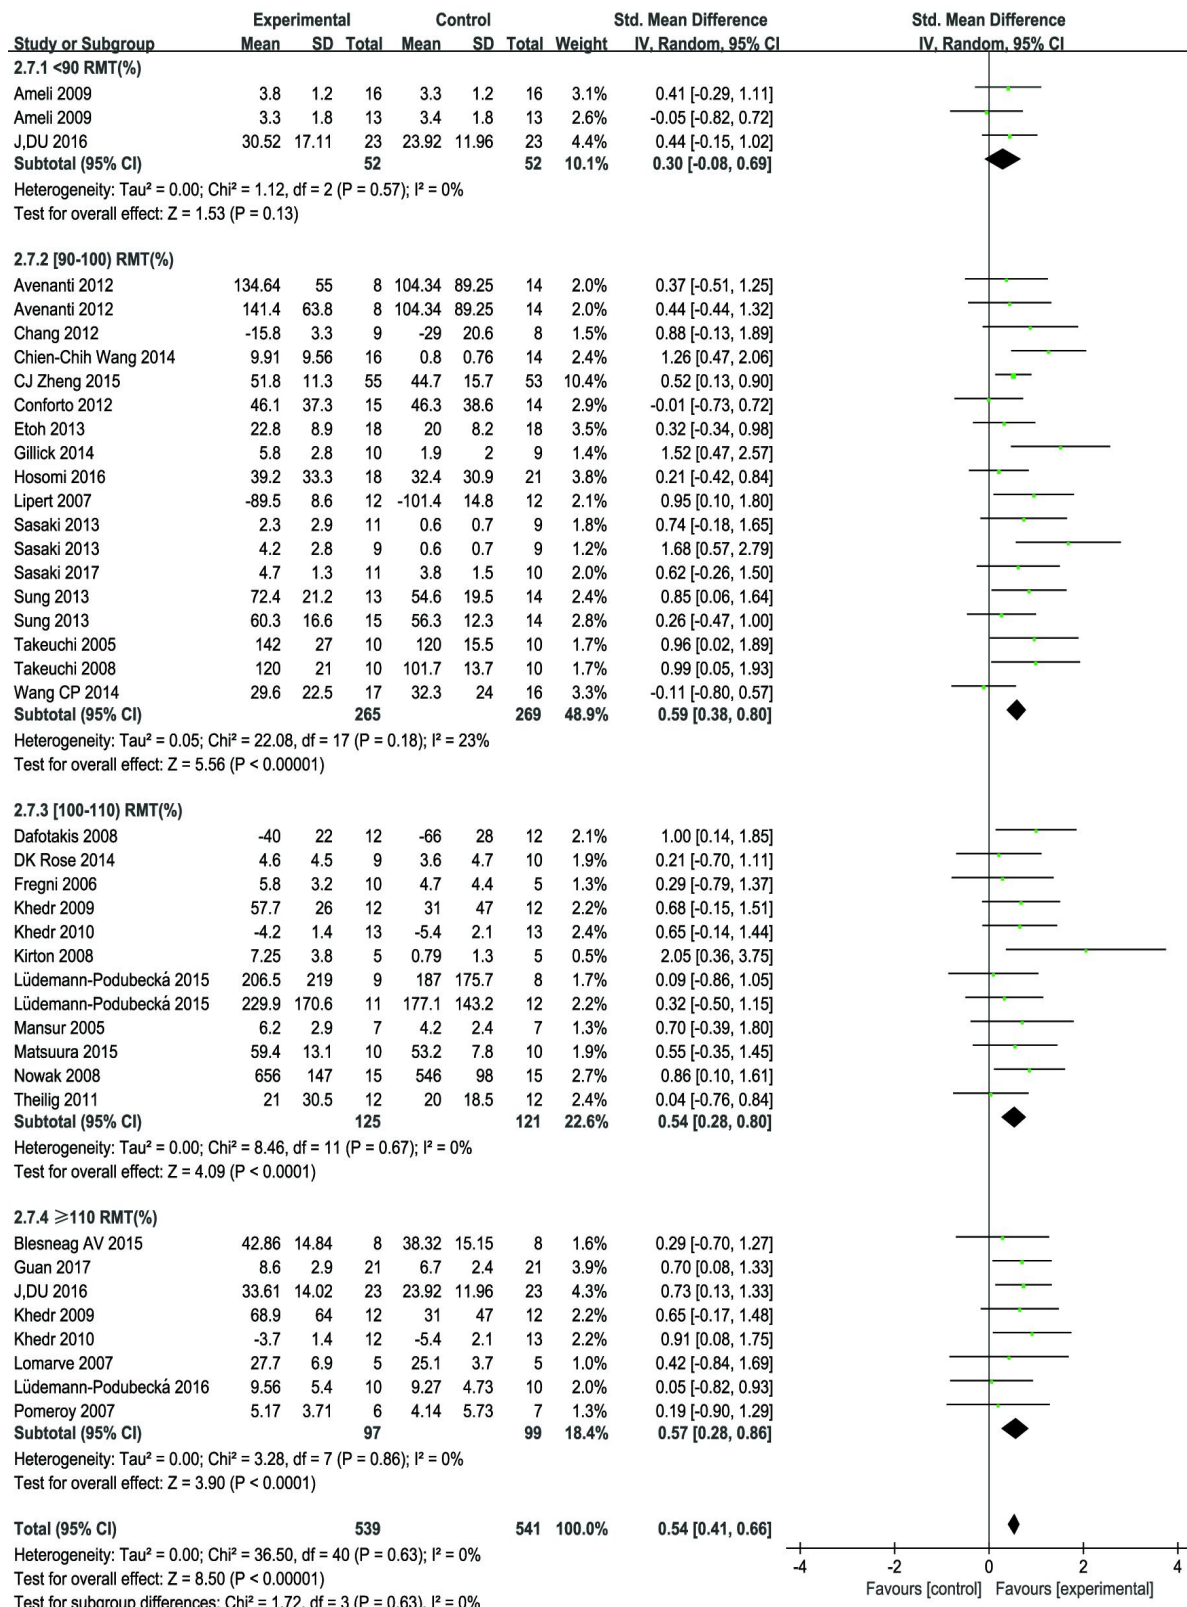 Experimental Control Std. Mean Difference Std. Mean Difference
Study or Subgroup Mean SD Total Mean SD Total Weight IV, Random, 95% CI IV, Random, 95% CI
2.7.1 <90 RMT(%)
Ameli 2009 3.8 1.2 16 3.3 1.2 16 3.1% 0.41 [-0.29, 1.11]
Ameli 2009 3.3 1.8 13 3.4 1.8 13 2.6% -0.05 [-0.82, 0.72]
J,DU 2016 30.52 17.11 23 23.92 11.96 23 4.4% 0.44 [-0.15, 1.02]
Subtotal (95% CI) 52 52 10.1% 0.30 [-0.08, 0.69]
Heterogeneity: Tau² = 0.00; Chi² = 1.12, df = 2 (P = 0.57); I² = 0%
Test for overall effect: Z = 1.53 (P = 0.13)
2.7.2 [90-100) RMT(%)
Avenanti 2012 134.64 55 8 104.34 89.25 14 2.0% 0.37 [-0.51, 1.25]
Avenanti 2012 141.4 63.8 8 104.34 89.25 14 2.0% 0.44 [-0.44, 1.32]
Chang 2012 -15.8 3.3 9 -29 20.6 8 1.5% 0.88 [-0.13, 1.89]
Chien-Chih Wang 2014 9.91 9.56 16 0.8 0.76 14 2.4% 1.26 [0.47, 2.06]
CJ Zheng 2015 51.8 11.3 55 44.7 15.7 53 10.4% 0.52 [0.13, 0.90]
Conforto 2012 46.1 37.3 15 46.3 38.6 14 2.9% -0.01 [-0.73, 0.72]
Etoh 2013 22.8 8.9 18 20 8.2 18 3.5% 0.32 [-0.34, 0.98]
Gillick 2014 5.8 2.8 10 1.9 2 9 1.4% 1.52 [0.47, 2.57]
Hosomi 2016 39.2 33.3 18 32.4 30.9 21 3.8% 0.21 [-0.42, 0.84]
Lipert 2007 -89.5 8.6 12 -101.4 14.8 12 2.1% 0.95 [0.10, 1.80]
Sasaki 2013 2.3 2.9 11 0.6 0.7 9 1.8% 0.74 [-0.18, 1.65]
Sasaki 2013 4.2 2.8 9 0.6 0.7 9 1.2% 1.68 [0.57, 2.79]
Sasaki 2017 4.7 1.3 11 3.8 1.5 10 2.0% 0.62 [-0.26, 1.50]
Sung 2013 72.4 21.2 13 54.6 19.5 14 2.4% 0.85 [0.06, 1.64]
Sung 2013 60.3 16.6 15 56.3 12.3 14 2.8% 0.26 [-0.47, 1.00]
Takeuchi 2005 142 27 10 120 15.5 10 1.7% 0.96 [0.02, 1.89]
Takeuchi 2008 120 21 10 101.7 13.7 10 1.7% 0.99 [0.05, 1.93]
Wang CP 2014 29.6 22.5 17 32.3 24 16 3.3% -0.11 [-0.80, 0.57]
Subtotal (95% CI) 265 269 48.9% 0.59 [0.38, 0.80]
Heterogeneity: Tau² = 0.05; Chi² = 22.08, df = 17 (P = 0.18); I² = 23%
Test for overall effect: Z = 5.56 (P < 0.00001)
2.7.3 [100-110) RMT(%)
Dafotakis 2008 -40 22 12 -66 28 12 2.1% 1.00 [0.14, 1.85]
DK Rose 2014 4.6 4.5 9 3.6 4.7 10 1.9% 0.21 [-0.70, 1.11]
Fregni 2006 5.8 3.2 10 4.7 4.4 5 1.3% 0.29 [-0.79, 1.37]
Khedr 2009 57.7 26 12 31 47 12 2.2% 0.68 [-0.15, 1.51]
Khedr 2010 -4.2 1.4 13 -5.4 2.1 13 2.4% 0.65 [-0.14, 1.44]
Kirton 2008 7.25 3.8 5 0.79 1.3 5 0.5% 2.05 [0.36, 3.75]
Lüdemann-Podubecká 2015 206.5 219 9 187 175.7 8 1.8% 0.09 [-0.86, 1.05]
Lüdemann-Podubecká 2015 229.9 170.6 11 177.1 143.2 12 2.2% 0.32 [-0.50, 1.15]
Mansur 2005 6.2 2.9 7 4.2 2.4 7 1.3% 0.70 [-0.39, 1.80]
Matsuura 2015 59.4 13.1 10 53.2 7.8 10 1.9% 0.55 [-0.35, 1.45]
Nowak 2008 656 147 15 546 98 15 2.7% 0.86 [0.10, 1.61]
Theilig 2011 21 30.5 12 20 18.5 12 2.4% 0.04 [-0.76, 0.84]
Subtotal (95% CI) 125 121 22.6% 0.54 [0.28, 0.80]
Heterogeneity: Tau² = 0.00; Chi² = 8.46, df = 11 (P = 0.67); I² = 0%
Test for overall effect: Z = 4.09 (P < 0.0001)
2.7.4 ⩾110 RMT(%)
Blesneag AV 2015 42.86 14.84 8 38.32 15.15 8 1.6% 0.29 [-0.70, 1.27]
Guan 2017 8.6 2.9 21 6.7 2.4 21 3.9% 0.70 [0.08, 1.33]
J,DU 2016 33.61 14.02 23 23.92 11.96 23 4.3% 0.73 [0.13, 1.33]
Khedr 2009 68.9 64 12 31 47 12 2.2% 0.65 [-0.17, 1.48]
Khedr 2010 -3.7 1.4 12 -5.4 2.1 13 2.2% 0.91 [0.08, 1.75]
Lomarve 2007 27.7 6.9 5 25.1 3.7 5 1.0% 0.42 [-0.84, 1.69]
Lüdemann-Podubecká 2016 9.56 5.4 10 9.27 4.73 10 2.0% 0.05 [-0.82, 0.93]
Pomeroy 2007 5.17 3.71 6 4.14 5.73 7 1.3% 0.19 [-0.90, 1.29]
Subtotal (95% CI) 97 99 18.4% 0.57 [0.28, 0.86]
Heterogeneity: Tau² = 0.00; Chi² = 3.28, df = 7 (P = 0.86); I² = 0%
Test for overall effect: Z = 3.90 (P < 0.0001)
Total (95% CI) 539 541 100.0% 0.54 [0.41, 0.66]
Heterogeneity: Tau² = 0.00; Chi² = 36.50, df = 40 (P = 0.63); I² = 0%
Test for overall effect: Z = 8.50 (P < 0.00001)
Test for subgroup differences: Chi² = 1.72, df = 3 (P = 0.63), I² = 0%
-4 -2 0 2 4
Favours [control] Favours [experimental]